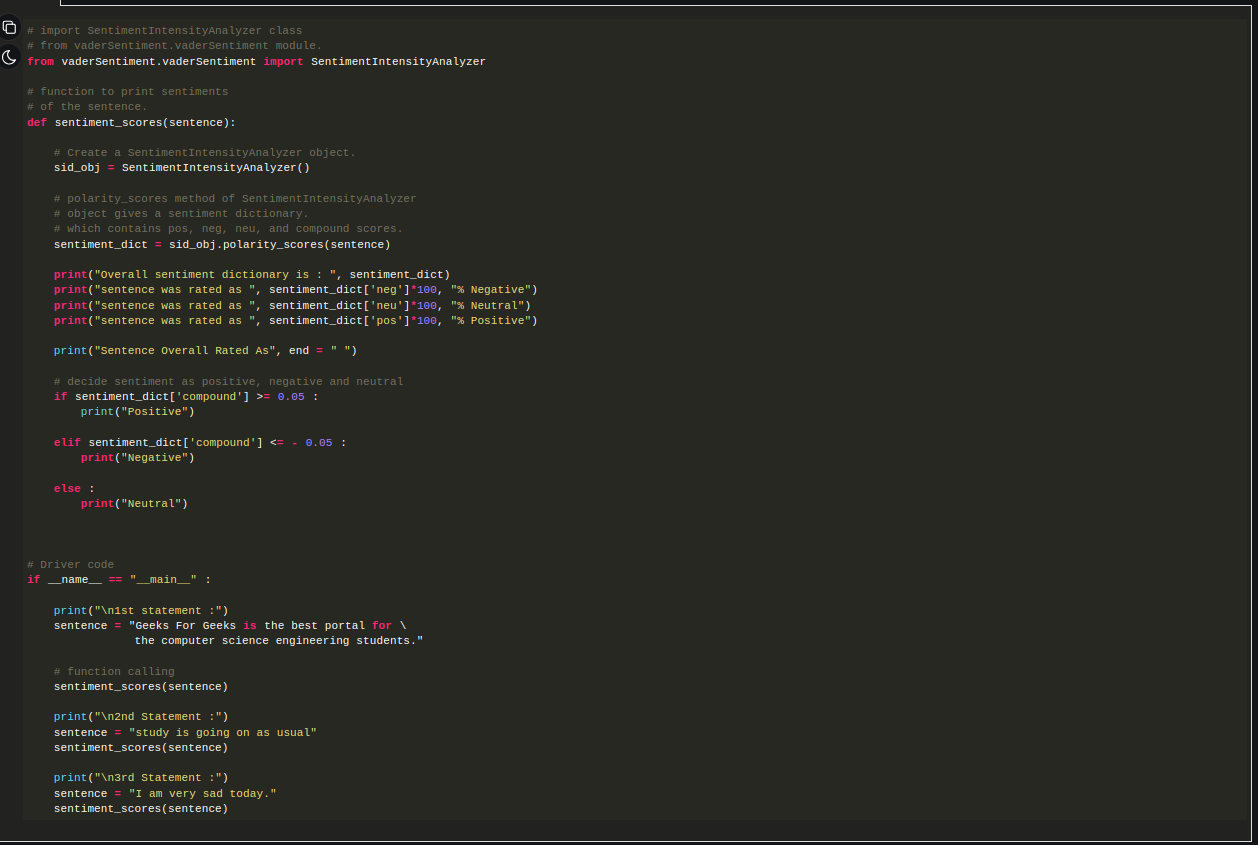 # import SentimentIntensityAnalyzer class
# from vaderSentiment.vaderSentiment module.
from vaderSentiment.vaderSentiment import SentimentIntensityAnalyzer

# function to print sentiments
# of the sentence.
def sentiment_scores(sentence):

    # Create a SentimentIntensityAnalyzer object.
    sid_obj = SentimentIntensityAnalyzer()

    # polarity_scores method of SentimentIntensityAnalyzer
    # object gives a sentiment dictionary.
    # which contains pos, neg, neu, and compound scores.
    sentiment_dict = sid_obj.polarity_scores(sentence)

    print("Overall sentiment dictionary is : ", sentiment_dict)
    print("sentence was rated as ", sentiment_dict['neg']*100, "% Negative")
    print("sentence was rated as ", sentiment_dict['neu']*100, "% Neutral")
    print("sentence was rated as ", sentiment_dict['pos']*100, "% Positive")

    print("Sentence Overall Rated As", end = " ")

    # decide sentiment as positive, negative and neutral
    if sentiment_dict['compound'] >= 0.05 :
        print("Positive")

    elif sentiment_dict['compound'] <= - 0.05 :
        print("Negative")

    else :
        print("Neutral")

# Driver code
if __name__ == "__main__" :

    print("\n1st statement :")
    sentence = "Geeks For Geeks is the best portal for \
                the computer science engineering students."

    # function calling
    sentiment_scores(sentence)

    print("\n2nd Statement :")
    sentence = "study is going on as usual"
    sentiment_scores(sentence)

    print("\n3rd Statement :")
    sentence = "I am very sad today."
    sentiment_scores(sentence)